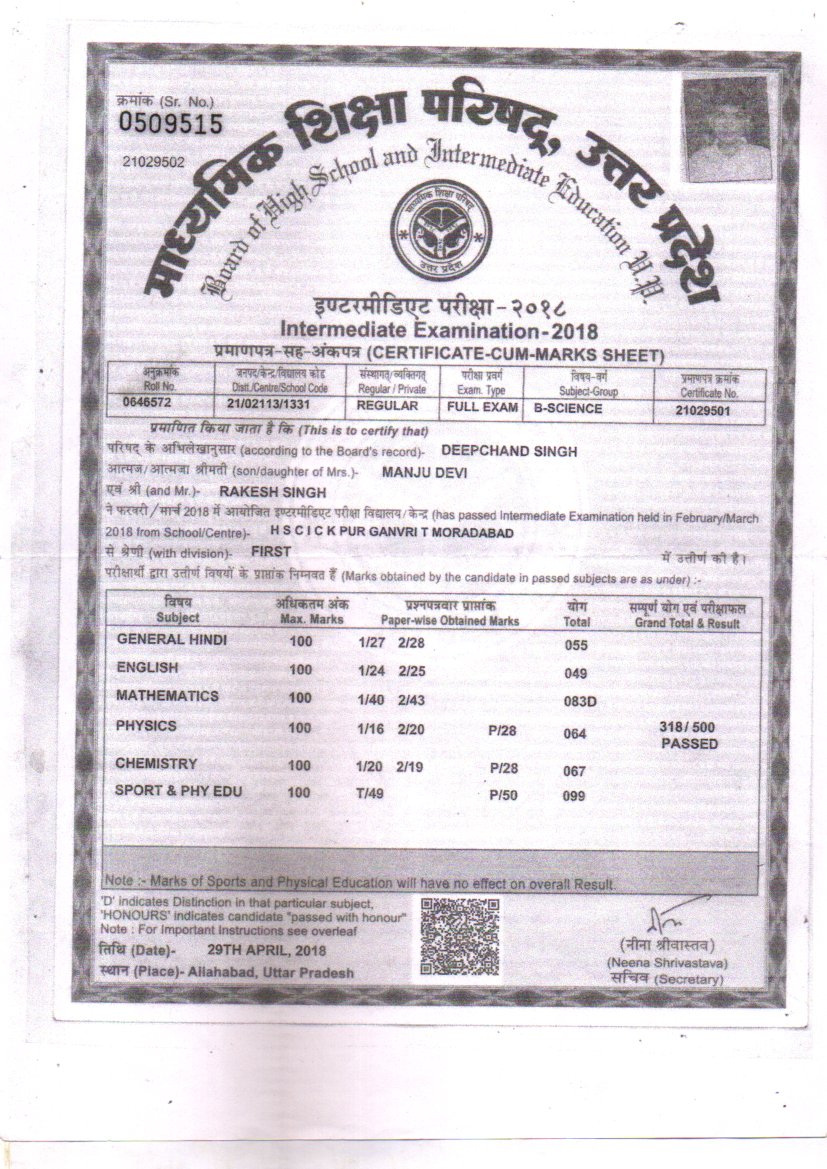 क्रमांक (Sr. No.)
0509515
21029502
माध्यमिक शिक्षा परिषद्, उत्तर प्रदेश
Board of High School and Intermediate Education U.P.
माध्यमिक शिक्षा परिषद
उत्तर प्रदेश
इण्टरमीडिएट परीक्षा-२०१८
Intermediate Examination-2018
प्रमाणपत्र-सह-अंकपत्र (CERTIFICATE-CUM-MARKS SHEET)
अनुक्रमांक जनपद/केन्द्र/विद्यालय कोड संस्थागत/व्यक्तिगत परीक्षा प्रवर्ग विषय-वर्ग प्रमाणपत्र क्रमांक
Roll No. Distt./Centre/School Code Regular / Private Exam. Type Subject-Group Certificate No.
0646572 21/02113/1331 REGULAR FULL EXAM B-SCIENCE 21029501
प्रमाणित किया जाता है कि (This is to certify that)
परिषद के अभिलेखानुसार (according to the Board's record)- DEEPCHAND SINGH
आत्मज/आत्मजा श्रीमती (son/daughter of Mrs.)- MANJU DEVI
एवं श्री (and Mr.)- RAKESH SINGH
ने फरवरी/मार्च 2018 में आयोजित इण्टरमीडिएट परीक्षा विद्यालय/केन्द्र (has passed Intermediate Examination held in February/March
2018 from School/Centre)- H S C I C K PUR GANVRI T MORADABAD
से श्रेणी (with division)- FIRST में उत्तीर्ण की है।
परीक्षार्थी द्वारा उत्तीर्ण विषयों के प्राप्तांक निम्नवत हैं (Marks obtained by the candidate in passed subjects are as under) :-
विषय अधिकतम अंक प्रश्नपत्रवार प्राप्तांक योग सम्पूर्ण योग एवं परीक्षाफल
Subject Max. Marks Paper-wise Obtained Marks Total Grand Total & Result
GENERAL HINDI 100 1/27 2/28 055
ENGLISH 100 1/24 2/25 049
MATHEMATICS 100 1/40 2/43 083D
PHYSICS 100 1/16 2/20 P/28 064 318/ 500
PASSED
CHEMISTRY 100 1/20 2/19 P/28 067
SPORT & PHY EDU 100 T/49 P/50 099
Note :- Marks of Sports and Physical Education will have no effect on overall Result.
'D' indicates Distinction in that particular subject,
'HONOURS' indicates candidate "passed with honour"
Note : For Important Instructions see overleaf
तिथि (Date)- 29TH APRIL, 2018
स्थान (Place)- Allahabad, Uttar Pradesh
(नीना श्रीवास्तव)
(Neena Shrivastava)
सचिव (Secretary)